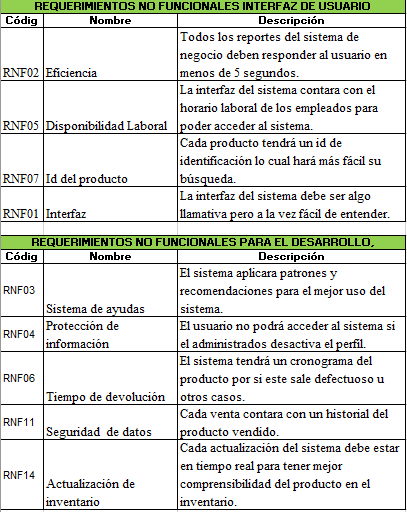 REQUERIMIENTOS NO FUNCIONALES INTERFAZ DE USUARIO
Códig Nombre Descripción
Todos los reportes del sistema de
negocio deben responder al usuario en
RNF02 Eficiencia menos de 5 segundos.
La interfaz del sistema contara con el
horario laboral de los empleados para
RNF05 Disponibilidad Laboral poder acceder al sistema.
Cada producto tendrá un id de
identificación lo cual hará más fácil su
RNF07 Id del producto búsqueda.
La interfaz del sistema debe ser algo
RNF01 Interfaz llamativa pero a la vez fácil de entender.
REQUERIMIENTOS NO FUNCIONALES PARA EL DESARROLLO,
Códig Nombre Descripción
El sistema aplicara patrones y
RNF03 recomendaciones para el mejor uso del
Sistema de ayudas sistema.
Protección de El usuario no podrá acceder al sistema si
RNF04 información el administrados desactiva el perfil.
El sistema tendrá un cronograma del
RNF06 producto por si este sale defectuoso u
Tiempo de devolución otros casos.
RNF11 Cada venta contara con un historial del
Seguridad de datos producto vendido.
Cada actualización del sistema debe estar
RNF14 en tiempo real para tener mejor
Actualización de comprensibilidad del producto en el
inventario inventario.